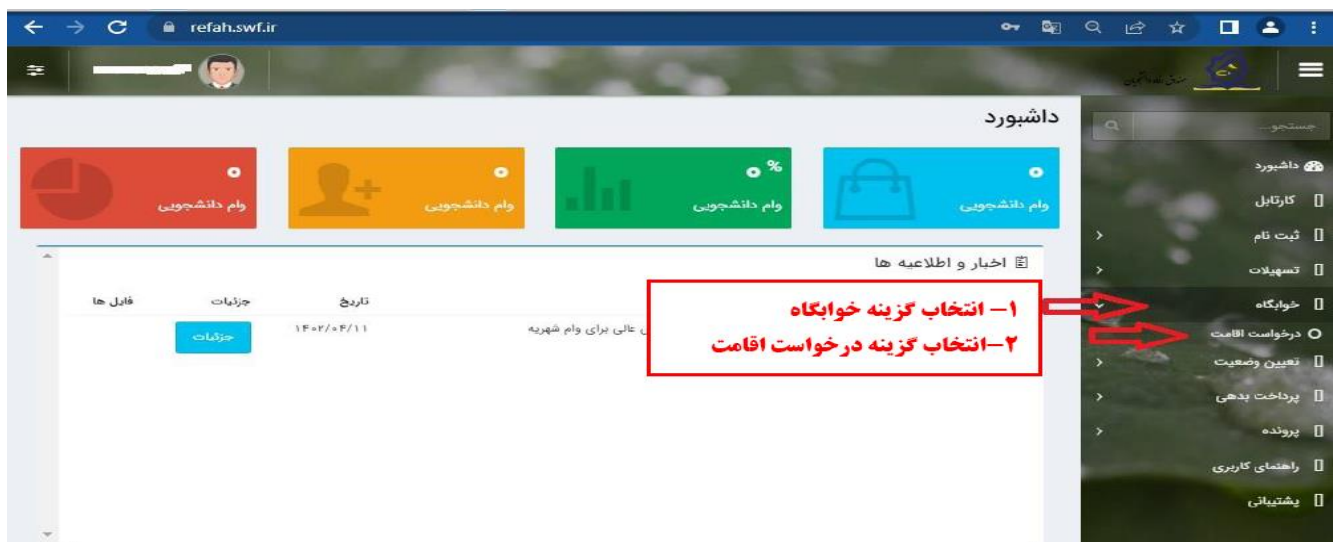 refah.swf.ir
صندوق رفاه دانشجویان
جستجو...
داشبورد
کارتابل
ثبت نام
تسهیلات
خوابگاه
درخواست اقامت
تعیین وضعیت
پرداخت بدهی
پرونده
راهنمای کاربری
پشتیبانی
داشبورد
۰
وام دانشجویی
۰%
وام دانشجویی
۰
وام دانشجویی
۰
وام دانشجویی
اخبار و اطلاعیه ها
تاریخ جزئیات فایل ها
عالی برای وام شهریه ۱۴۰۲/۰۴/۱۱ جزئیات
۱- انتخاب گزینه خوابگاه
۲-انتخاب گزینه درخواست اقامت